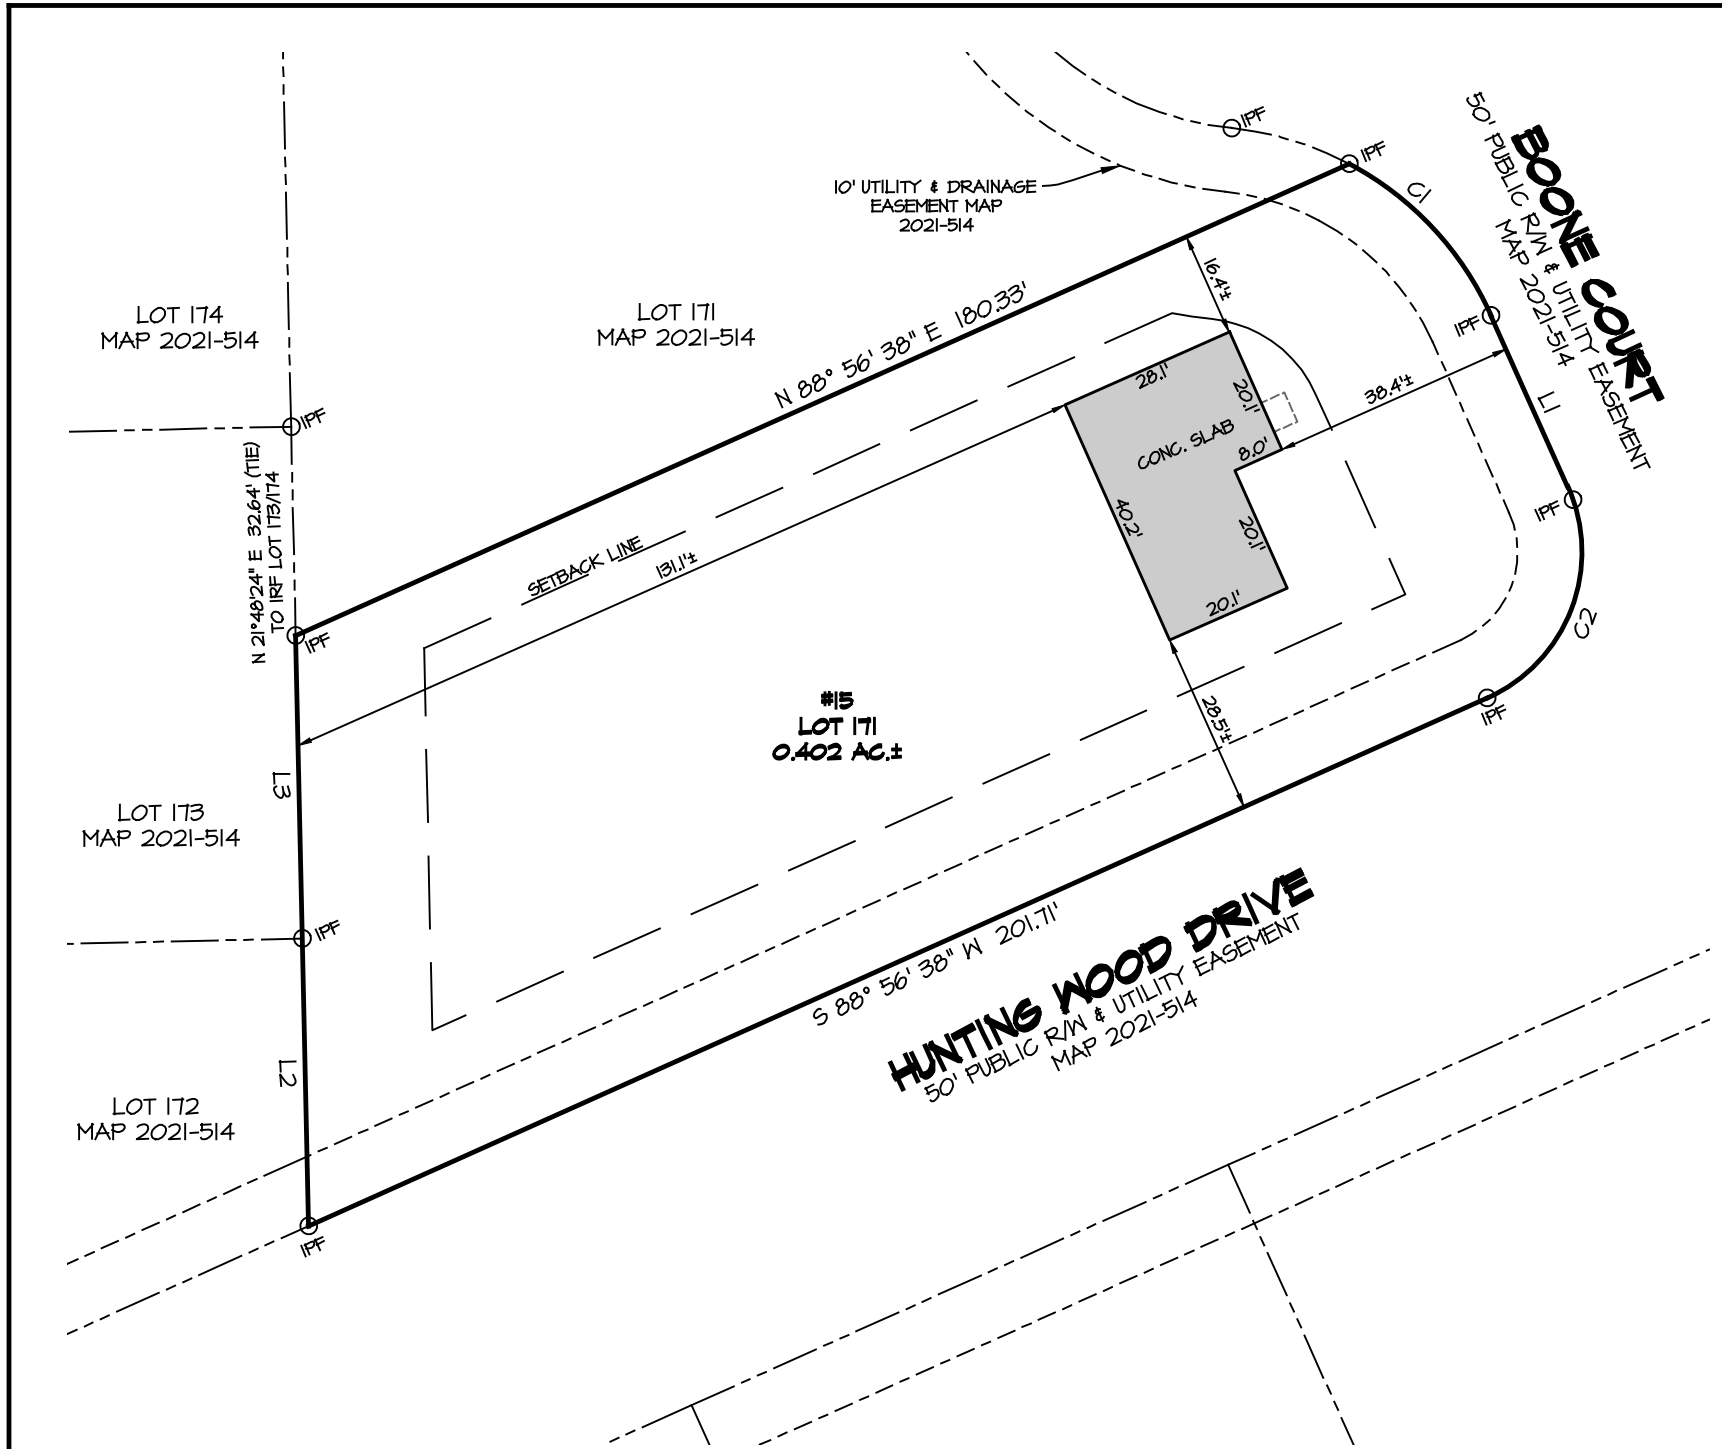 IPF
IPF
C1
BOONE COURT
50' PUBLIC R/W & UTILITY EASEMENT
MAP 2021-514
10' UTILITY & DRAINAGE
EASEMENT MAP
2021-514
LOT 174
MAP 2021-514
LOT 171
MAP 2021-514
N 88° 56' 38" E 180.33'
16.4'±
IPF
28.1'
20.1'
38.4'±
L1
CONC. SLAB
8.0'
IPF
N 21°48'24" E 32.64' (TIE)
TO IRF LOT 173/174
40.2'
20.1'
IPF
SETBACK LINE
131.1'±
20.1'
C2
IPF
#15
LOT 171
0.402 AC.±
28.5'±
IPF
L3
LOT 173
MAP 2021-514
IPF
S 88° 56' 38" W 201.71'
HUNTING WOOD DRIVE
50' PUBLIC R/W & UTILITY EASEMENT
MAP 2021-514
L2
LOT 172
MAP 2021-514
IPF